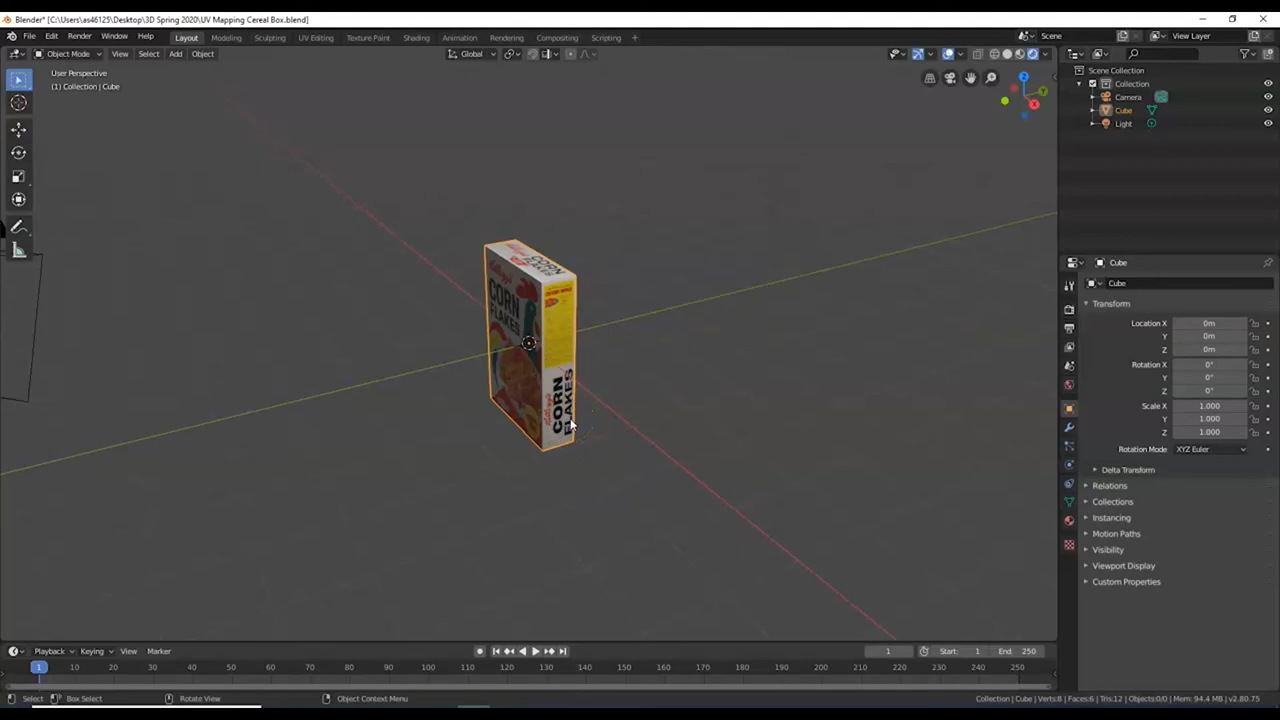 Blender* [C:\Users\as46125\Desktop\3D Spring 2020\UV Mapping Cereal Box.blend]
File Edit Render Window Help Layout Modeling Sculpting UV Editing Texture Paint Shading Animation Rendering Compositing Scripting Scene View Layer
Object Mode View Select Add Object Global
User Perspective
(1) Collection | Cube
Scene Collection
Collection
Camera
Cube
Light
Z
Y
X
Kellogg's
CORN
FLAKES
Kellogg's
CORN
FLAKES
Kellogg's
CORN
FLAKES
Cube
Cube
Transform
Location X 0m
Y 0m
Z 0m
Rotation X 0°
Y 0°
Z 0°
Scale X 1.000
Y 1.000
Z 1.000
Rotation Mode XYZ Euler
Delta Transform
Relations
Collections
Instancing
Motion Paths
Visibility
Viewport Display
Custom Properties
Playback Keying View Marker 1 Start: 1 End: 250
1 10 20 30 40 50 60 70 80 90 100 110 120 130 140 150 160 170 180 190 200 210 220 230 240 250
Select Box Select Rotate View Object Context Menu Collection | Cube | Verts:8 | Faces:6 | Tris:12 | Objects:0/0 | Mem: 94.4 MB | v2.80.75